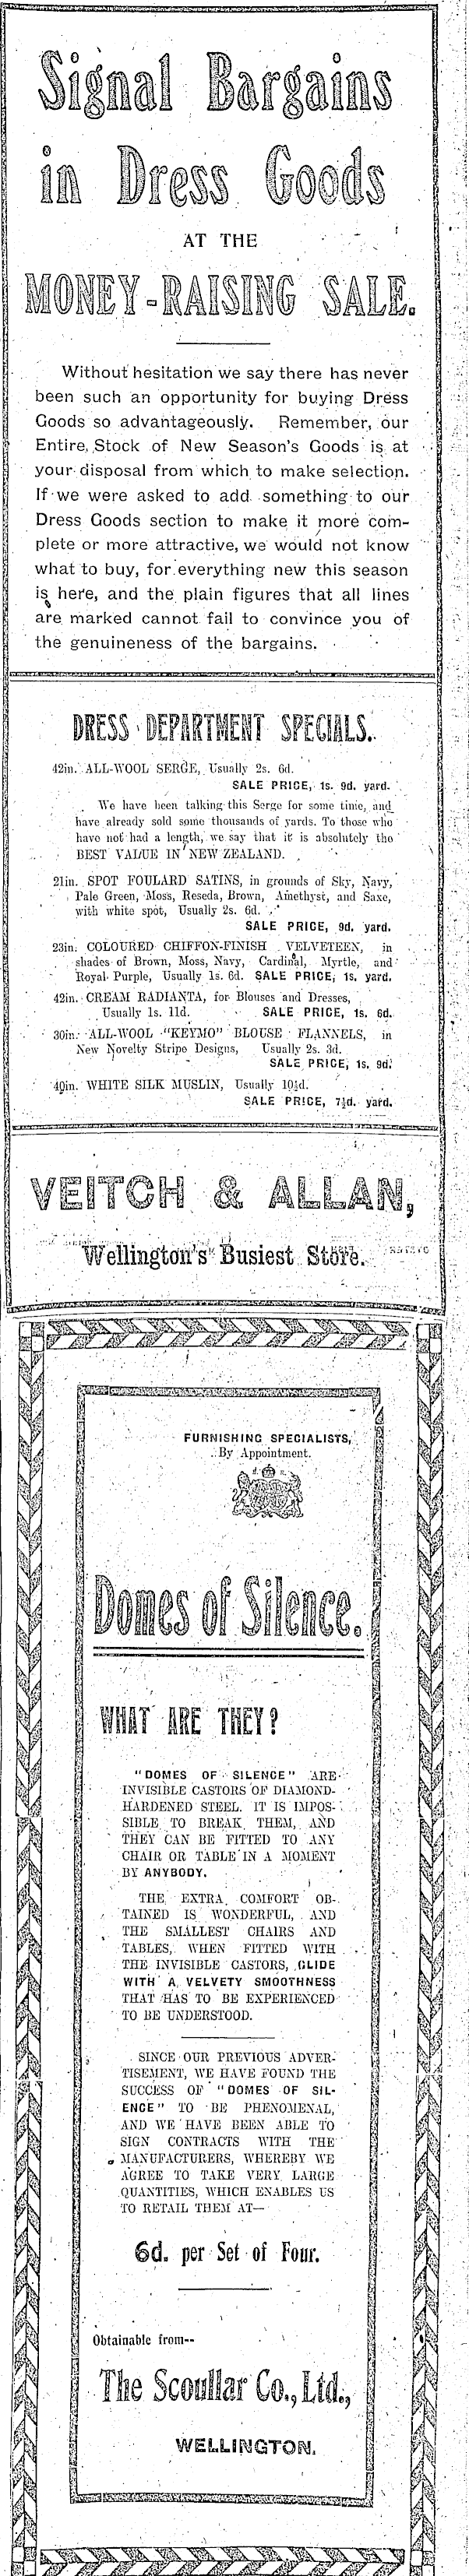 Signal Bargains
in Dress Goods
AT THE
MONEY-RAISING SALE.
Without hesitation we say there has never
been such an opportunity for buying Dress
Goods so advantageously. Remember, our
Entire Stock of New Season's Goods is at
your disposal from which to make selection.
If we were asked to add something to our
Dress Goods section to make it more com-
plete or more attractive, we would not know
what to buy, for everything new this season
is here, and the plain figures that all lines
are marked cannot fail to convince you of
the genuineness of the bargains.
DRESS DEPARTMENT SPECIALS.
42in. ALL-WOOL SERGE, Usually 2s. 6d.
SALE PRICE, 1s. 9d. yard.
We have been talking this Serge for some time, and
have already sold some thousands of yards. To those who
have not had a length, we say that it is absolutely the
BEST VALUE IN NEW ZEALAND.
21in. SPOT FOULARD SATINS, in grounds of Sky, Navy,
Pale Green, Moss, Reseda, Brown, Amethyst, and Saxe,
with white spot, Usually 2s. 6d.
SALE PRICE, 9d. yard.
23in. COLOURED CHIFFON-FINISH VELVETEEN, in
shades of Brown, Moss, Navy, Cardinal, Myrtle, and
Royal Purple, Usually 1s. 6d. SALE PRICE, 1s. yard.
42in. CREAM RADIANTA, for Blouses and Dresses,
Usually 1s. 11d. SALE PRICE, 1s. 6d.
30in. ALL-WOOL "KEYMO" BLOUSE FLANNELS, in
New Novelty Stripe Designs, Usually 2s. 3d.
SALE PRICE, 1s. 9d.
40in. WHITE SILK MUSLIN, Usually 10½d.
SALE PRICE, 7½d. yard.
VEITCH & ALLAN,
Wellington's Busiest Store.
FURNISHING SPECIALISTS,
By Appointment.
Domes of Silence.
WHAT ARE THEY?
"DOMES OF SILENCE" ARE
INVISIBLE CASTORS OF DIAMOND-
HARDENED STEEL. IT IS IMPOS-
SIBLE TO BREAK THEM, AND
THEY CAN BE FITTED TO ANY
CHAIR OR TABLE IN A MOMENT
BY ANYBODY.
THE EXTRA COMFORT OB-
TAINED IS WONDERFUL, AND
THE SMALLEST CHAIRS AND
TABLES, WHEN FITTED WITH
THE INVISIBLE CASTORS, GLIDE
WITH A VELVETY SMOOTHNESS
THAT HAS TO BE EXPERIENCED
TO BE UNDERSTOOD.
SINCE OUR PREVIOUS ADVER-
TISEMENT, WE HAVE FOUND THE
SUCCESS OF "DOMES OF SIL-
ENCE" TO BE PHENOMENAL,
AND WE HAVE BEEN ABLE TO
SIGN CONTRACTS WITH THE
MANUFACTURERS, WHEREBY WE
AGREE TO TAKE VERY LARGE
QUANTITIES, WHICH ENABLES US
TO RETAIL THEM AT—
6d. per Set of Four.
Obtainable from--
The Scoullar Co., Ltd.,
WELLINGTON.